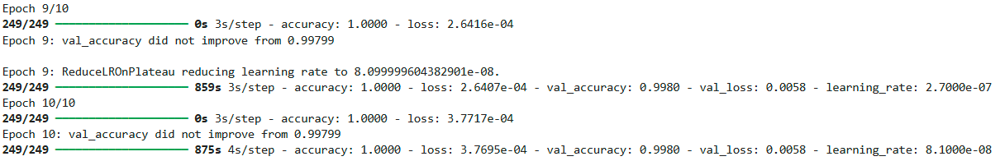 Epoch 9/10
249/249 ━━━━━━━━━━━━━━━━━━━━ 0s 3s/step - accuracy: 1.0000 - loss: 2.6416e-04
Epoch 9: val_accuracy did not improve from 0.99799
Epoch 9: ReduceLROnPlateau reducing learning rate to 8.099999604382901e-08.
249/249 ━━━━━━━━━━━━━━━━━━━━ 859s 3s/step - accuracy: 1.0000 - loss: 2.6407e-04 - val_accuracy: 0.9980 - val_loss: 0.0058 - learning_rate: 2.7000e-07
Epoch 10/10
249/249 ━━━━━━━━━━━━━━━━━━━━ 0s 3s/step - accuracy: 1.0000 - loss: 3.7717e-04
Epoch 10: val_accuracy did not improve from 0.99799
249/249 ━━━━━━━━━━━━━━━━━━━━ 875s 4s/step - accuracy: 1.0000 - loss: 3.7695e-04 - val_accuracy: 0.9980 - val_loss: 0.0058 - learning_rate: 8.1000e-08